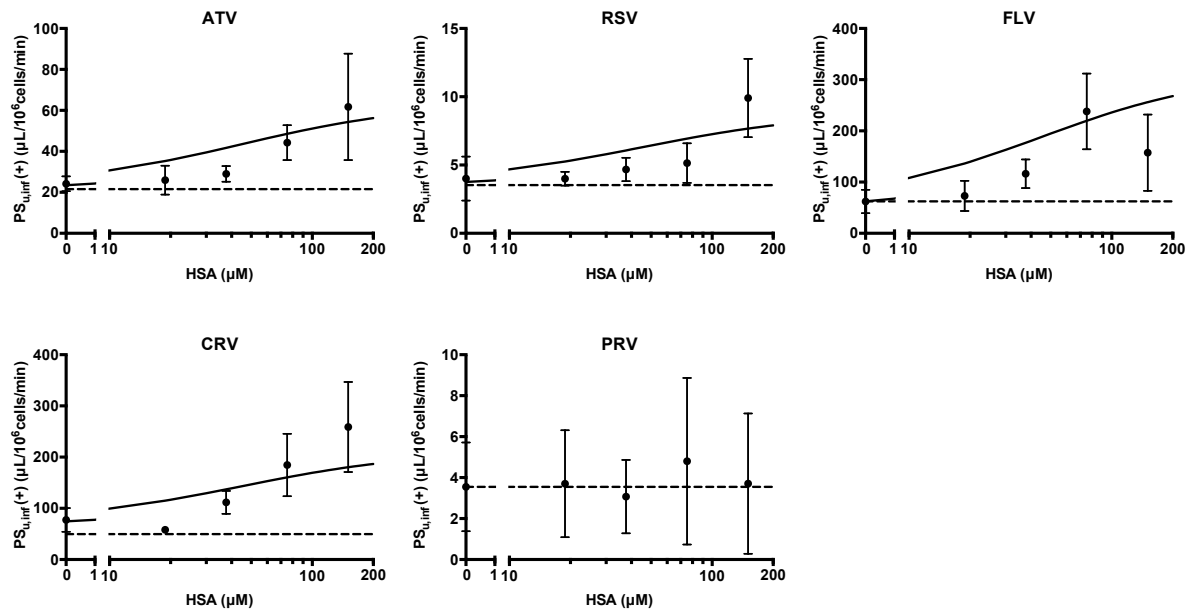 ATV
PSu,inf(+) (µL/10⁶cells/min)
100
80
60
40
20
0
0 1 10 100 200
HSA (µM)
RSV
PSu,inf(+) (µL/10⁶cells/min)
15
10
5
0
0 1 10 100 200
HSA (µM)
FLV
PSu,inf(+) (µL/10⁶cells/min)
400
300
200
100
0
0 1 10 100 200
HSA (µM)
CRV
PSu,inf(+) (µL/10⁶cells/min)
400
300
200
100
0
0 1 10 100 200
HSA (µM)
PRV
PSu,inf(+) (µL/10⁶cells/min)
10
8
6
4
2
0
0 1 10 100 200
HSA (µM)